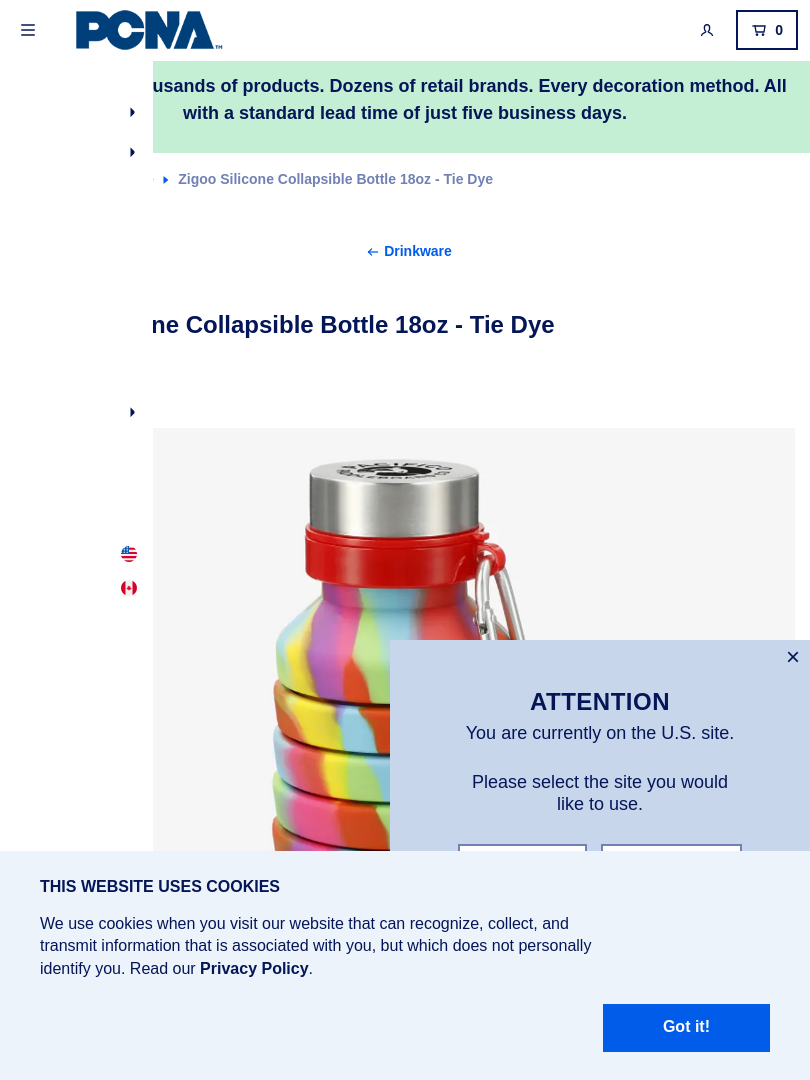 PCNA™
0
usands of products. Dozens of retail brands. Every decoration method. All
with a standard lead time of just five business days.
Zigoo Silicone Collapsible Bottle 18oz - Tie Dye
← Drinkware
ne Collapsible Bottle 18oz - Tie Dye
PACIFICO
ATTENTION
You are currently on the U.S. site.
Please select the site you would
like to use.
THIS WEBSITE USES COOKIES
We use cookies when you visit our website that can recognize, collect, and
transmit information that is associated with you, but which does not personally
identify you. Read our Privacy Policy.
Got it!